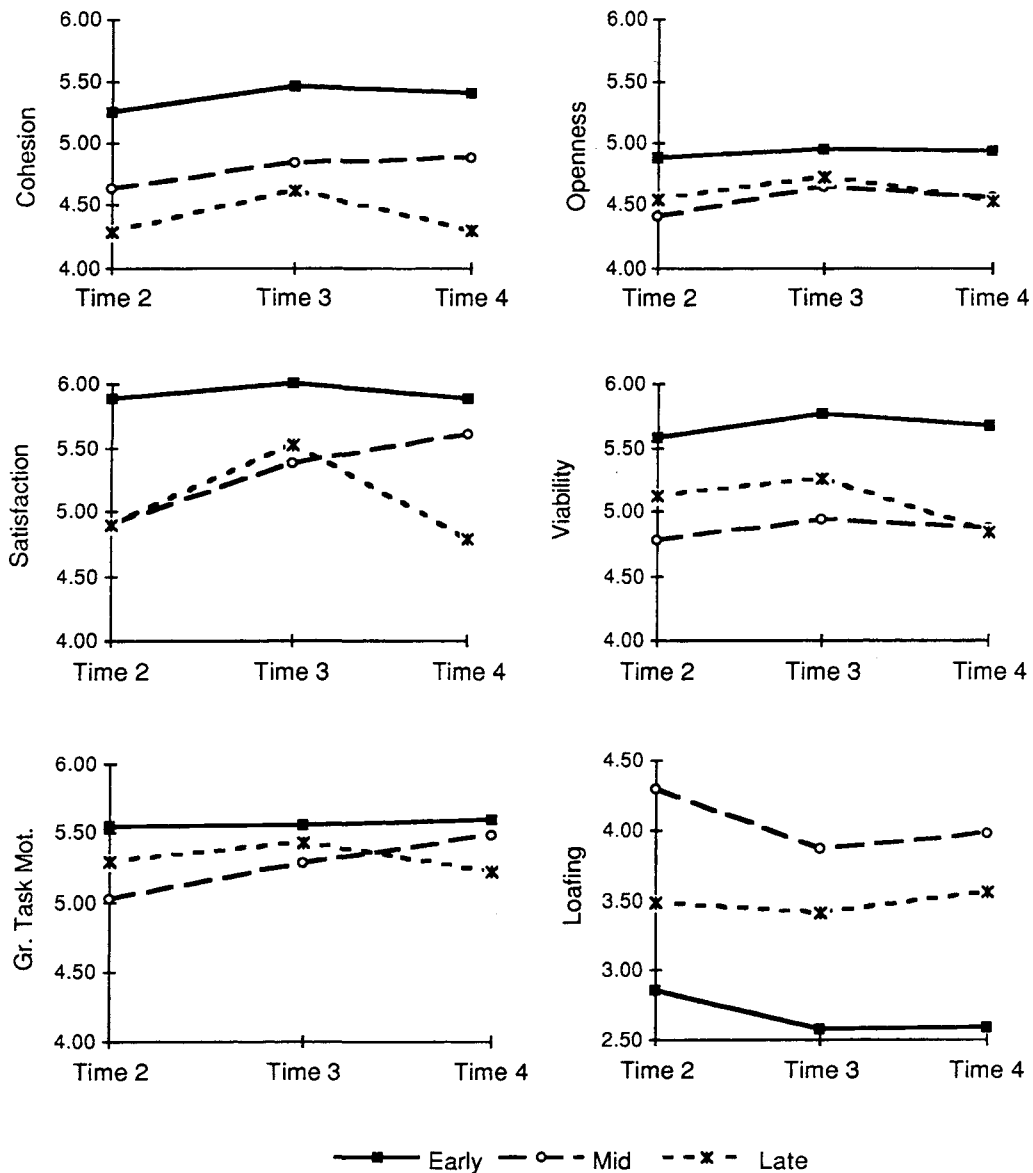 6.00
5.50
5.00
4.50
4.00
Cohesion
Time 2 Time 3 Time 4
6.00
5.50
5.00
4.50
4.00
Openness
Time 2 Time 3 Time 4
6.00
5.50
5.00
4.50
4.00
Satisfaction
Time 2 Time 3 Time 4
6.00
5.50
5.00
4.50
4.00
Viability
Time 2 Time 3 Time 4
6.00
5.50
5.00
4.50
4.00
Gr. Task Mot.
Time 2 Time 3 Time 4
4.50
4.00
3.50
3.00
2.50
Loafing
Time 2 Time 3 Time 4
Early Mid Late